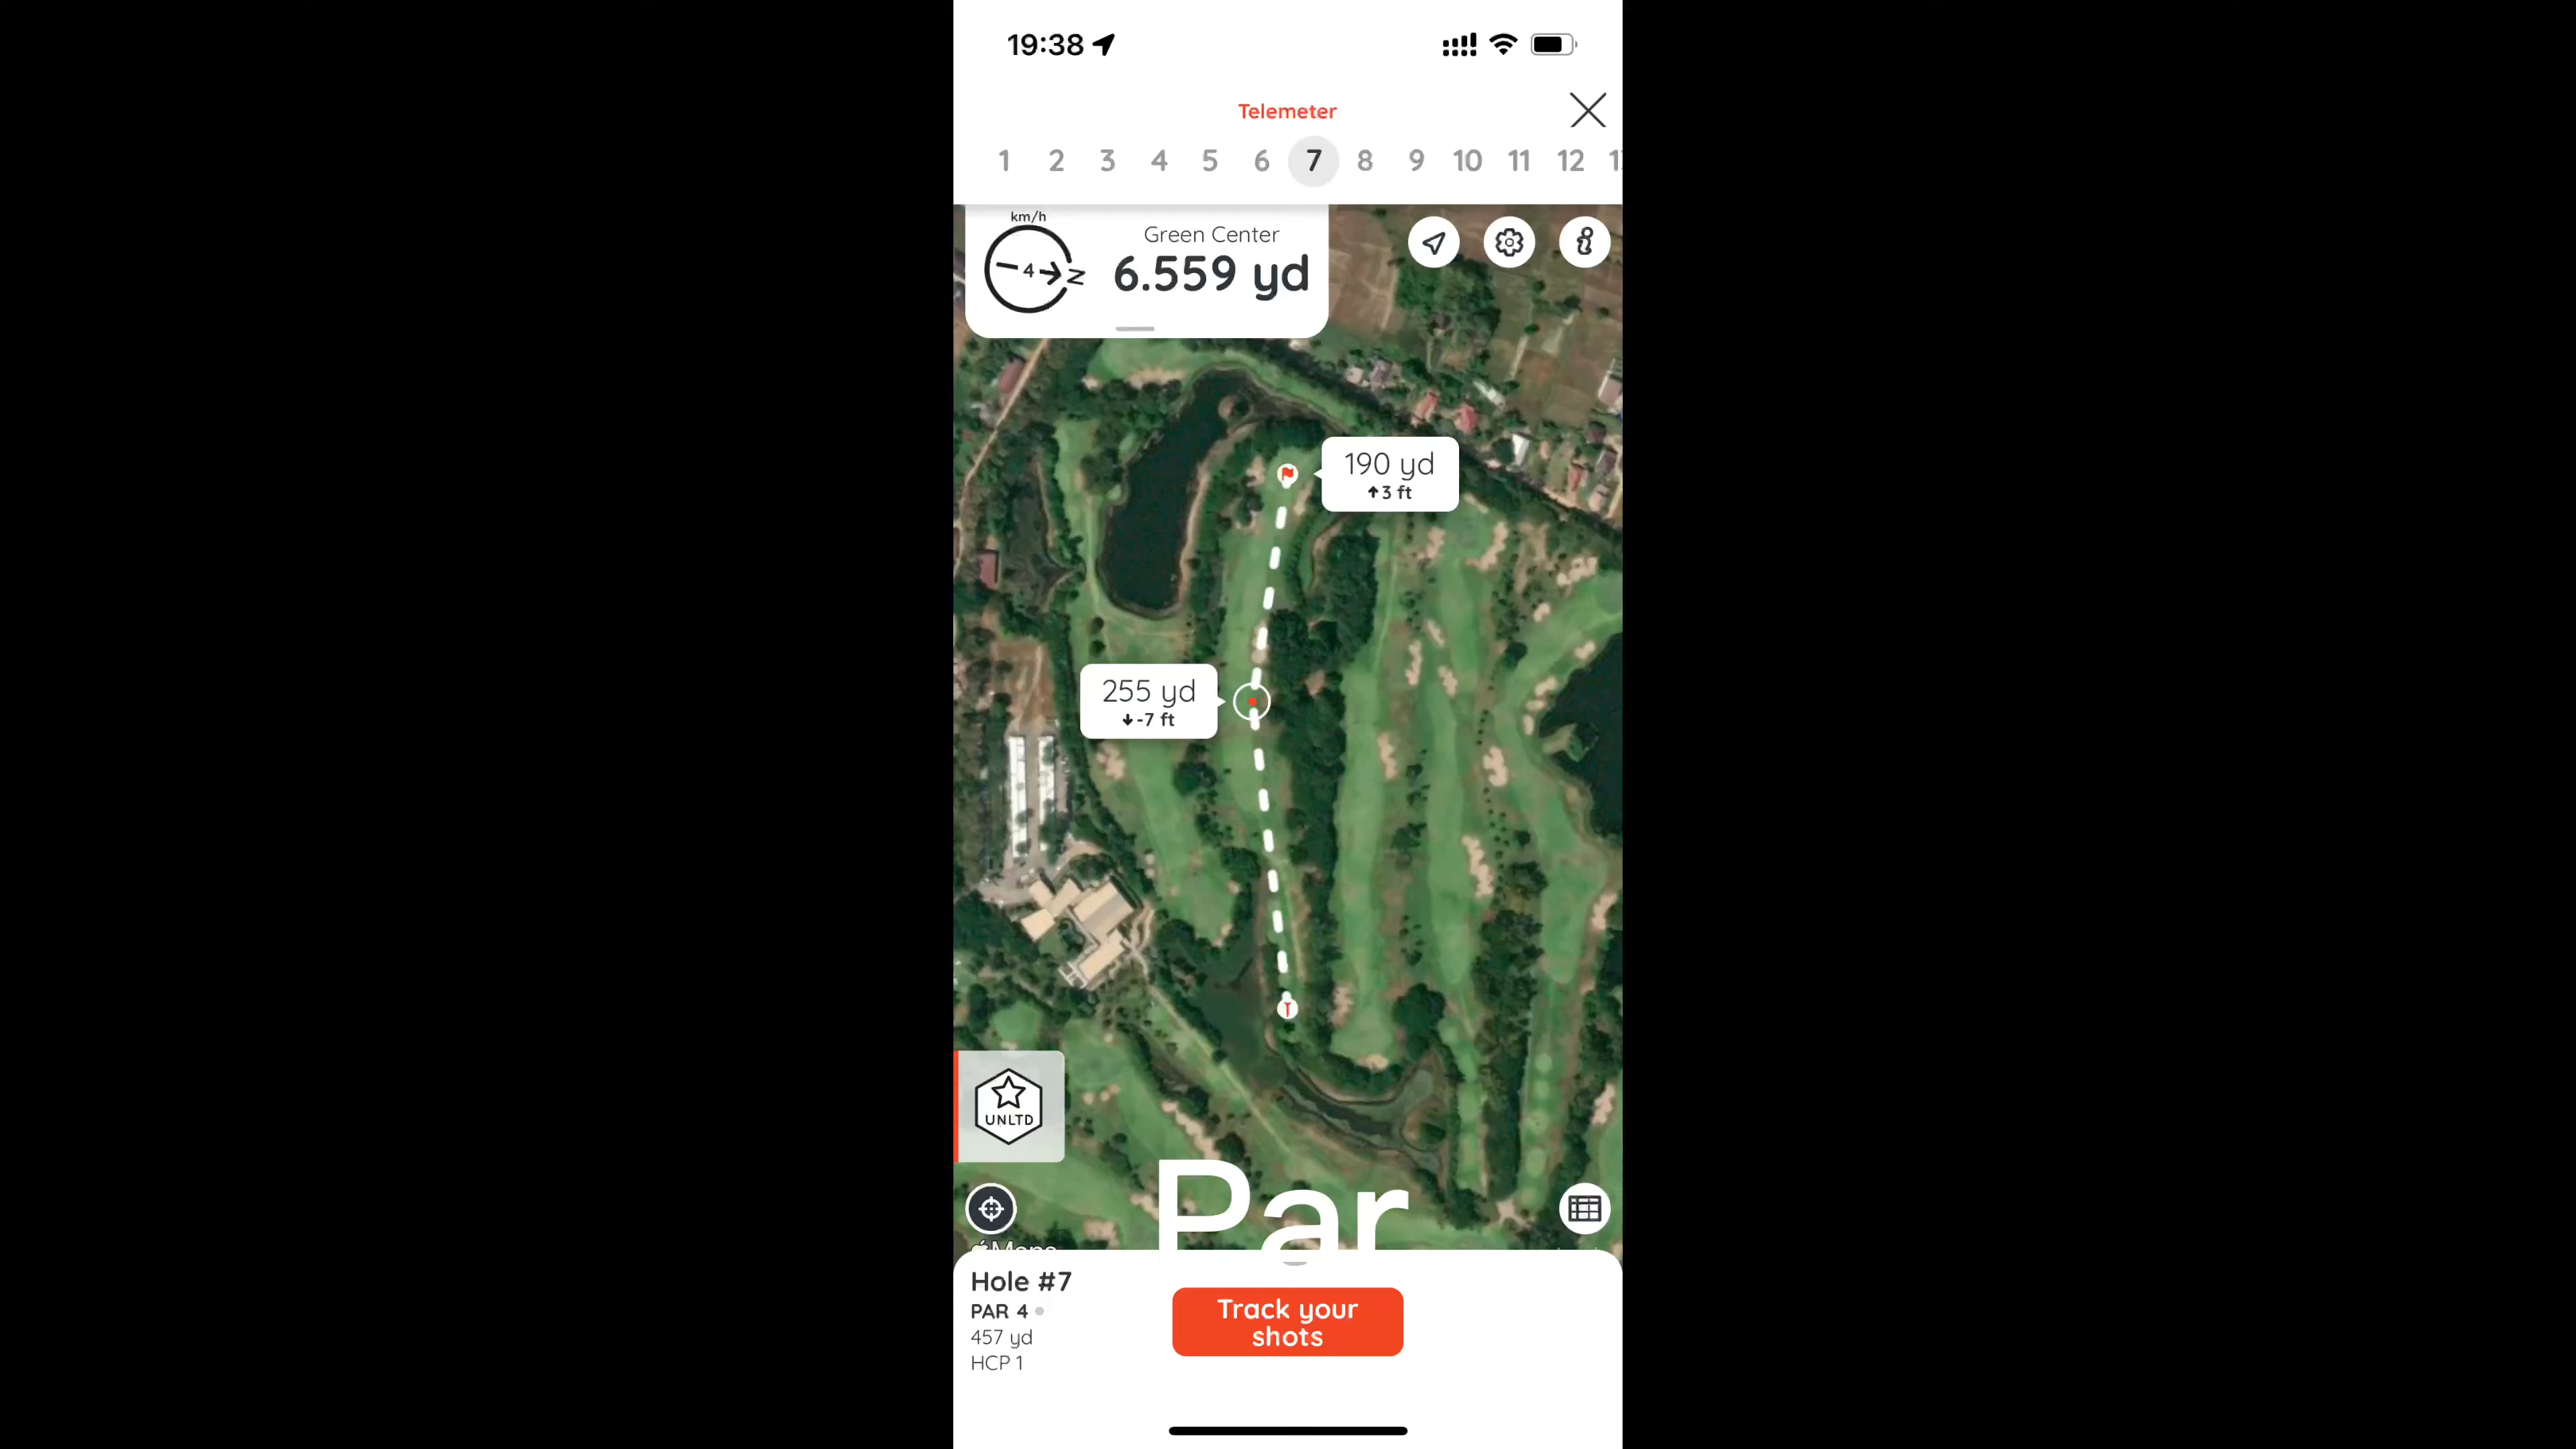 19:38
Telemeter
1 2 3 4 5 6 7 8 9 10 11 12
km/h
4
N
Green Center
6.559 yd
190 yd
↑3 ft
255 yd
↓-7 ft
UNLTD
Par
Maps
Hole #7
PAR 4
457 yd
HCP 1
Track your
shots